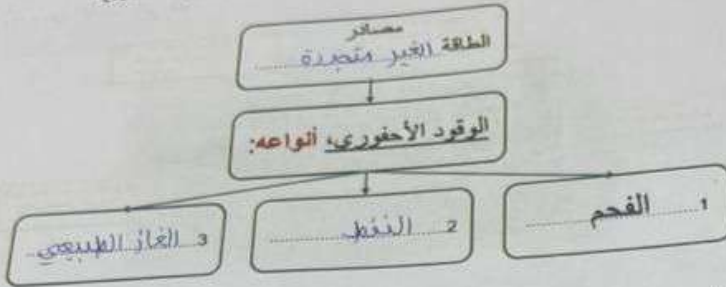 مصادر
الطاقة الغير متجددة
الوقود الأحفوري، أنواعه:
1 الفحم
2 النفط
3 الغاز الطبيعي